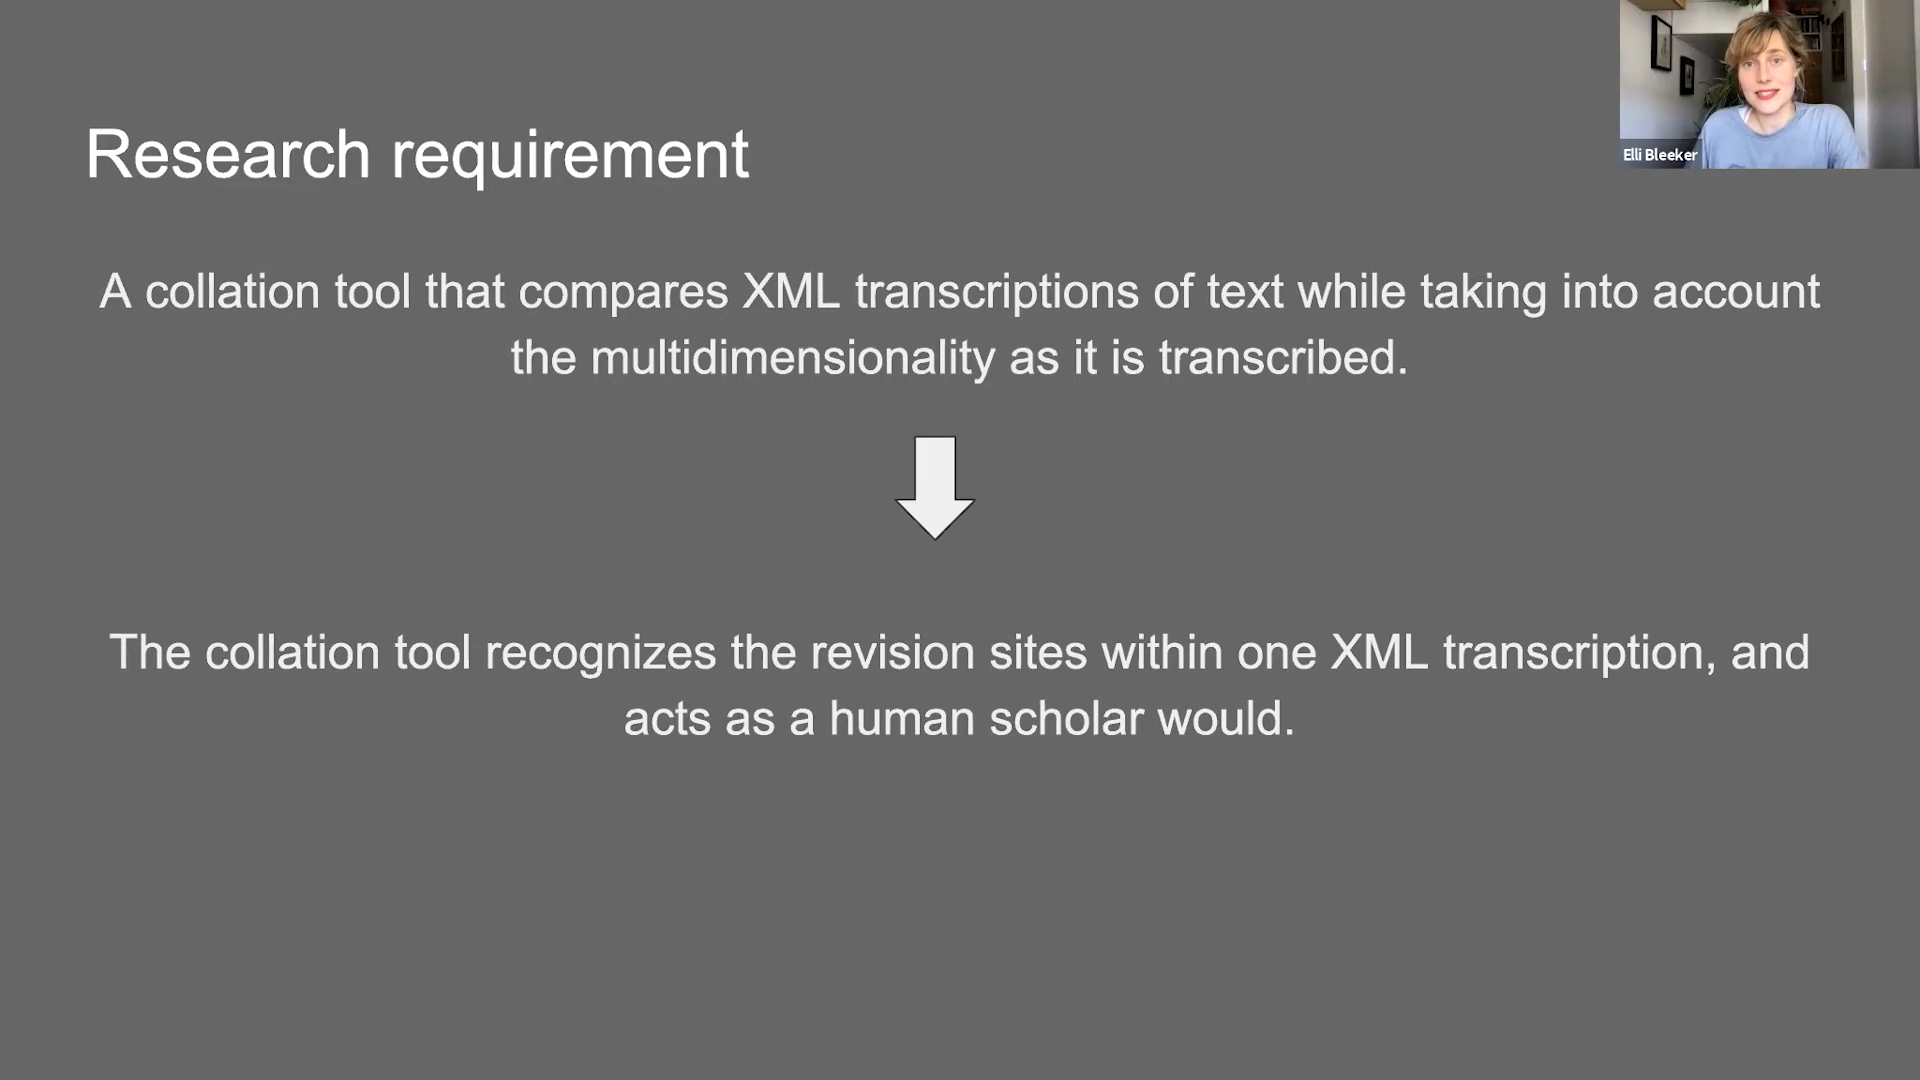 Research requirement
Elli Bleeker
A collation tool that compares XML transcriptions of text while taking into account
the multidimensionality as it is transcribed.
The collation tool recognizes the revision sites within one XML transcription, and
acts as a human scholar would.